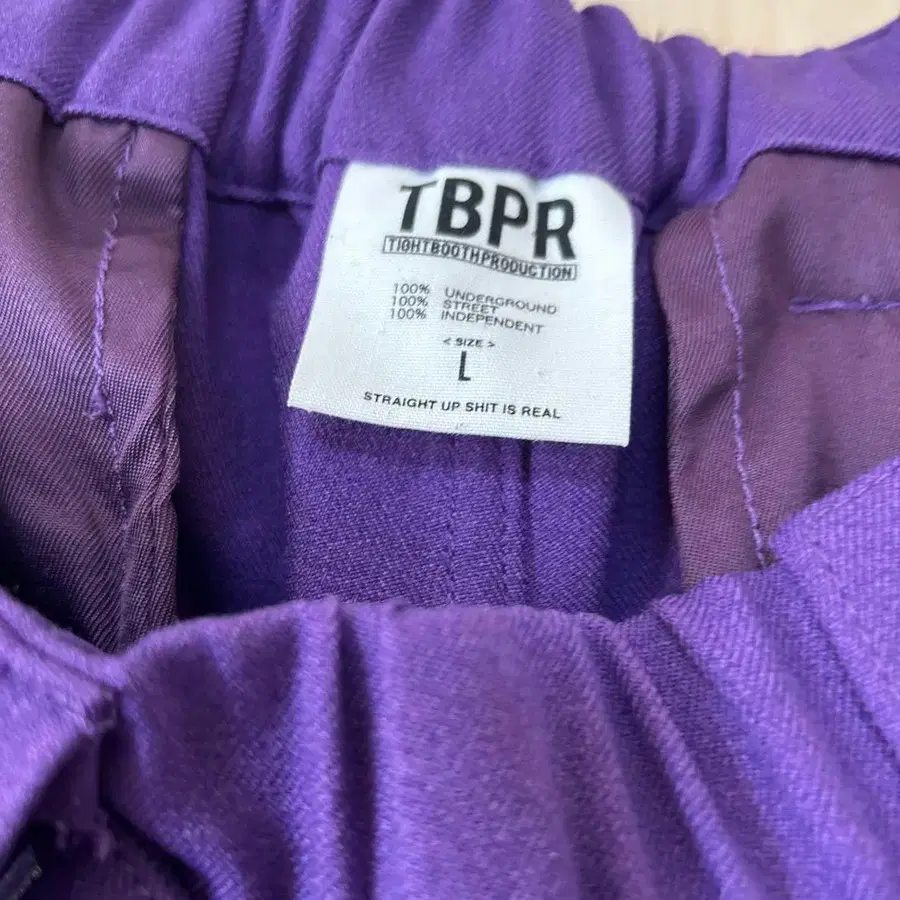 TBPR
TIGHTBOOTHPRODUCTION
100% UNDERGROUND
100% STREET
100% INDEPENDENT
< SIZE >
L
STRAIGHT UP SHIT IS REAL